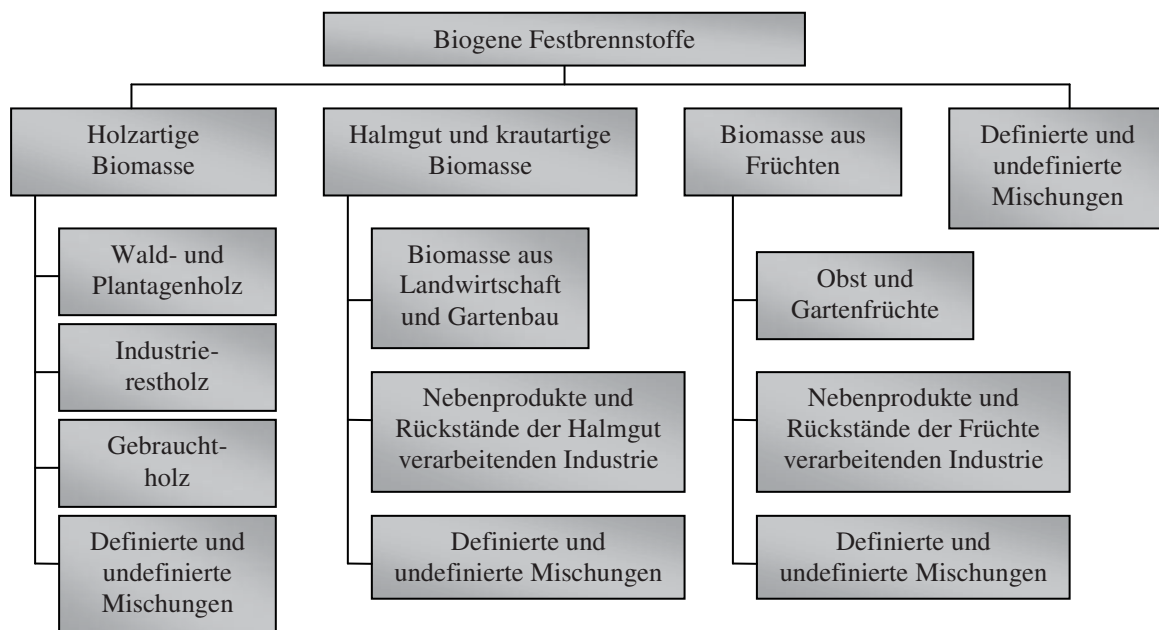 Biogene Festbrennstoffe
Holzartige
Biomasse
Halmgut und krautartige
Biomasse
Biomasse aus
Früchten
Definierte und
undefinierte
Mischungen
Wald- und
Plantagenholz
Industrie-
restholz
Gebraucht-
holz
Definierte und
undefinierte
Mischungen
Biomasse aus
Landwirtschaft
und Gartenbau
Nebenprodukte und
Rückstände der Halmgut
verarbeitenden Industrie
Definierte und
undefinierte Mischungen
Obst und
Gartenfrüchte
Nebenprodukte und
Rückstände der Früchte
verarbeitenden Industrie
Definierte und
undefinierte Mischungen